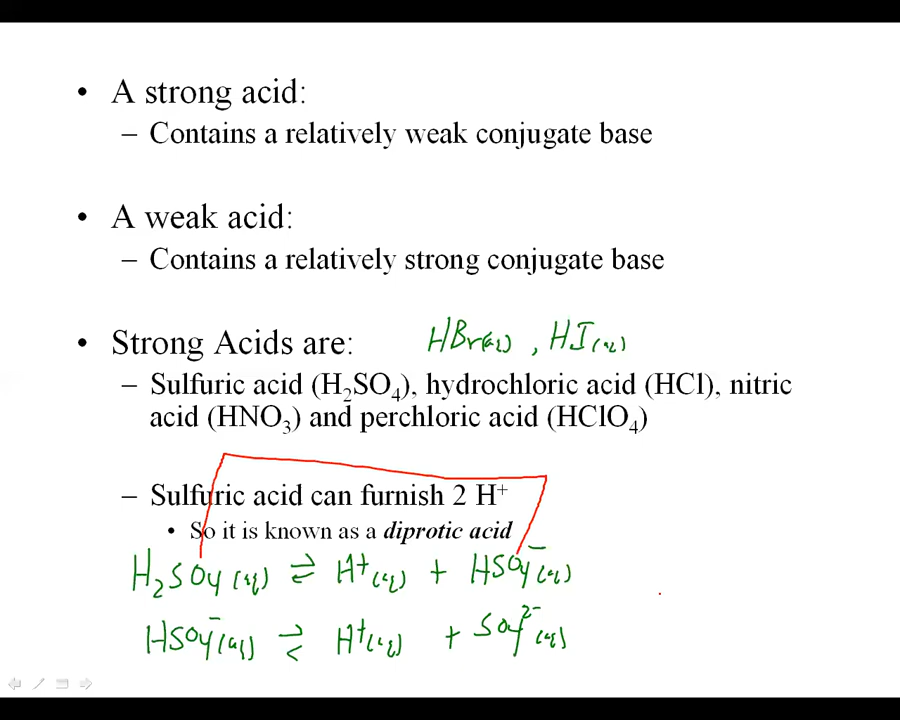 • A strong acid:
– Contains a relatively weak conjugate base
• A weak acid:
– Contains a relatively strong conjugate base
• Strong Acids are: HBr(aq) , HI(aq)
– Sulfuric acid (H₂SO₄), hydrochloric acid (HCl), nitric
acid (HNO₃) and perchloric acid (HClO₄)
– Sulfuric acid can furnish 2 H⁺
• So it is known as a diprotic acid
H₂SO₄(aq) ⇌ H⁺(aq) + HSO₄⁻(aq)
HSO₄⁻(aq) ⇌ H⁺(aq) + SO₄²⁻(aq)